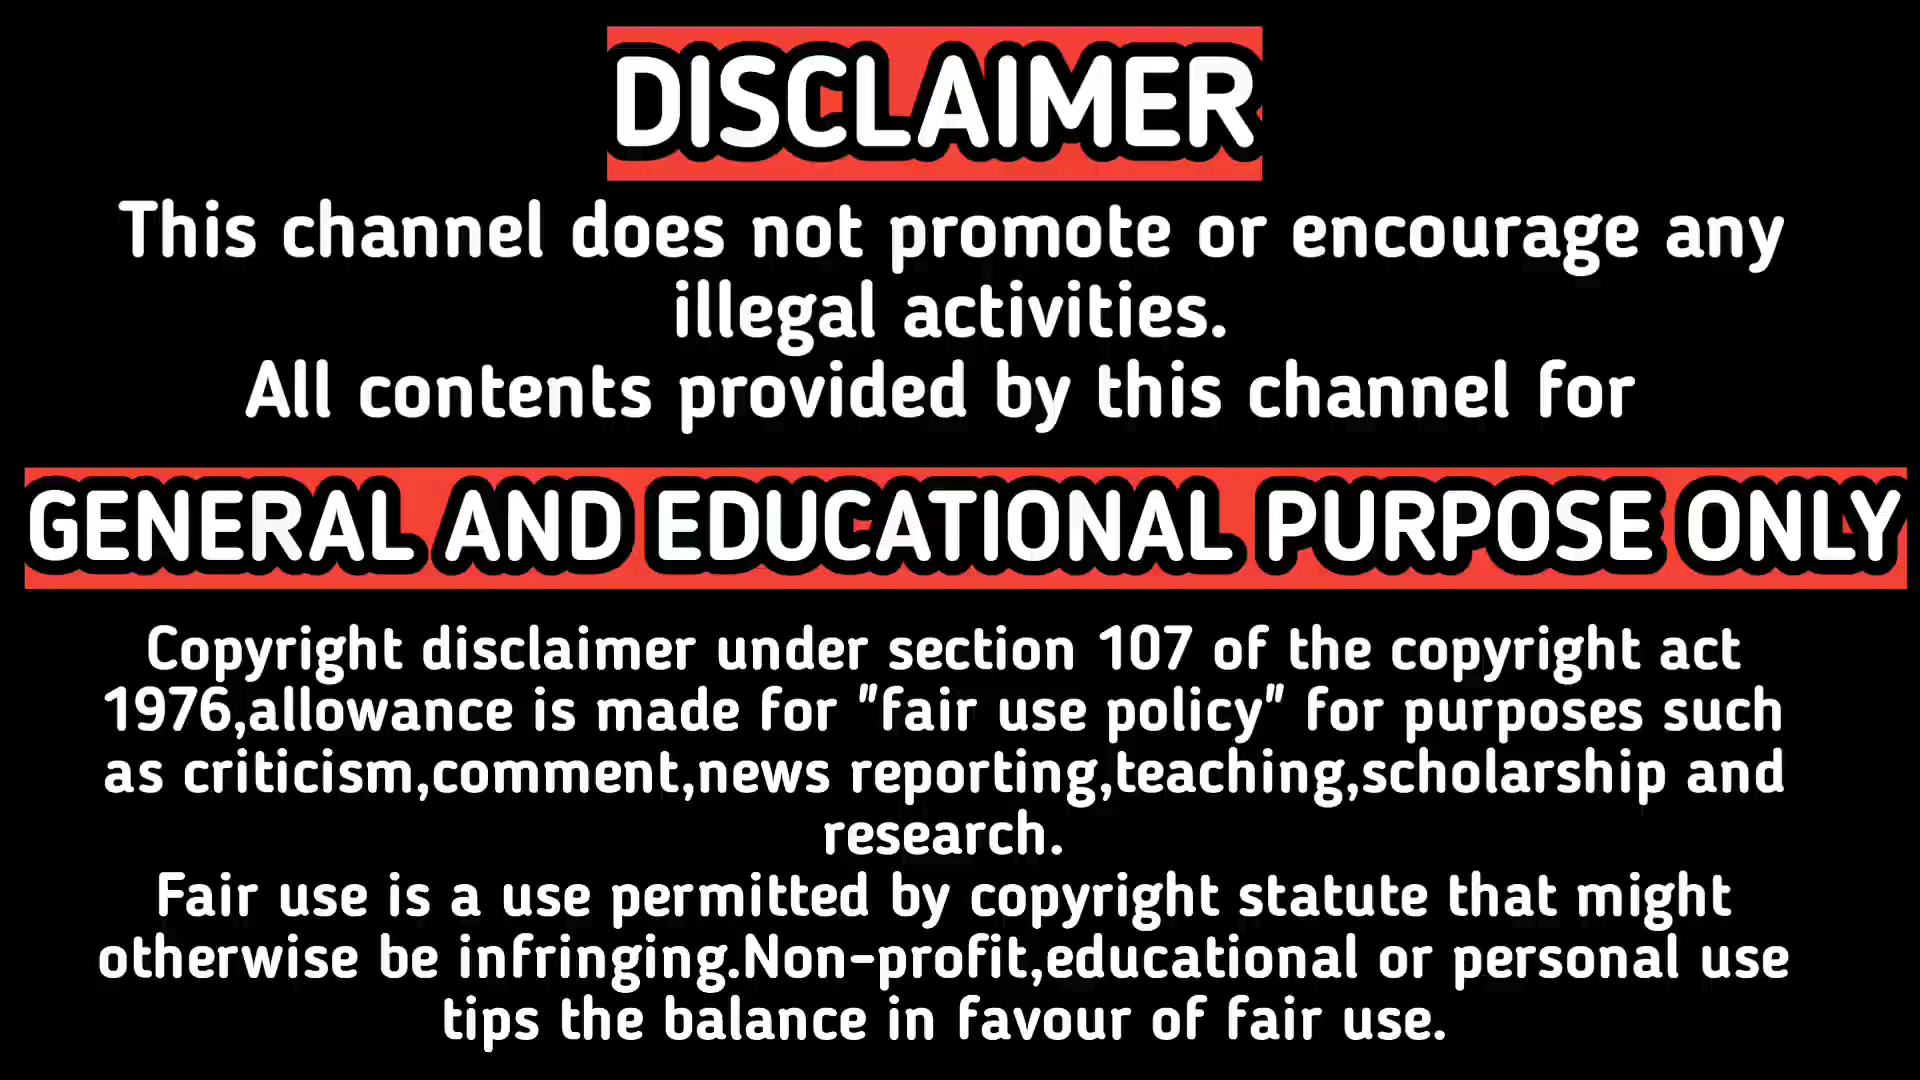 DISCLAIMER
This channel does not promote or encourage any
illegal activities.
All contents provided by this channel for
GENERAL AND EDUCATIONAL PURPOSE ONLY
Copyright disclaimer under section 107 of the copyright act
1976,allowance is made for "fair use policy" for purposes such
as criticism,comment,news reporting,teaching,scholarship and
research.
Fair use is a use permitted by copyright statute that might
otherwise be infringing.Non-profit,educational or personal use
tips the balance in favour of fair use.